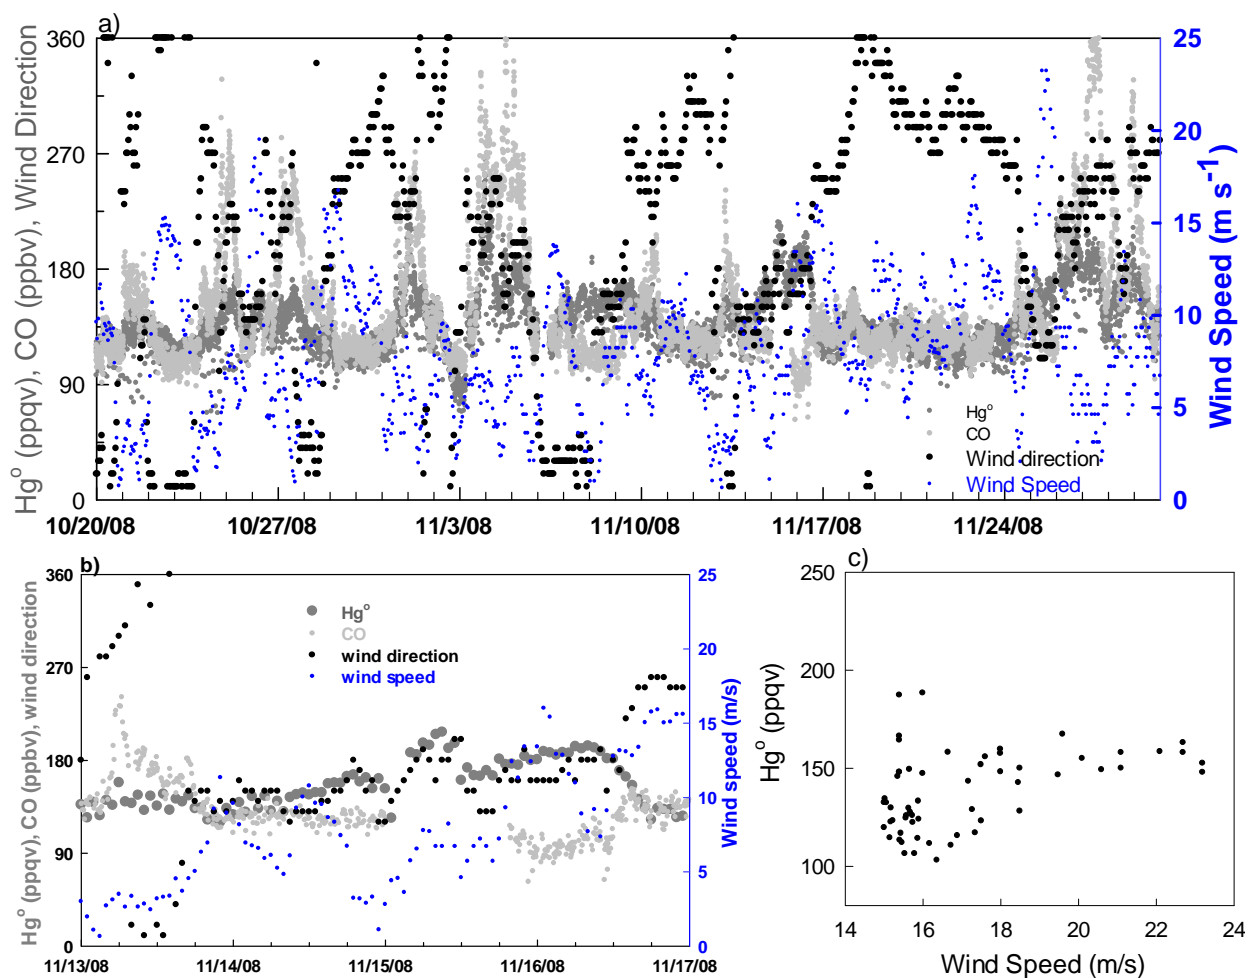 a)
Hg° (ppqv), CO (ppbv), Wind Direction
360
270
180
90
0
25
20
15
10
5
0
Wind Speed (m s-1)
Hg°
CO
Wind direction
Wind Speed
10/20/08
10/27/08
11/3/08
11/10/08
11/17/08
11/24/08
b)
Hg° (ppqv), CO (ppbv), wind direction
360
270
180
90
0
Hg°
CO
wind direction
wind speed
25
20
15
10
5
0
Wind speed (m/s)
11/13/08
11/14/08
11/15/08
11/16/08
11/17/08
c)
Hg° (ppqv)
250
200
150
100
14
16
18
20
22
24
Wind Speed (m/s)